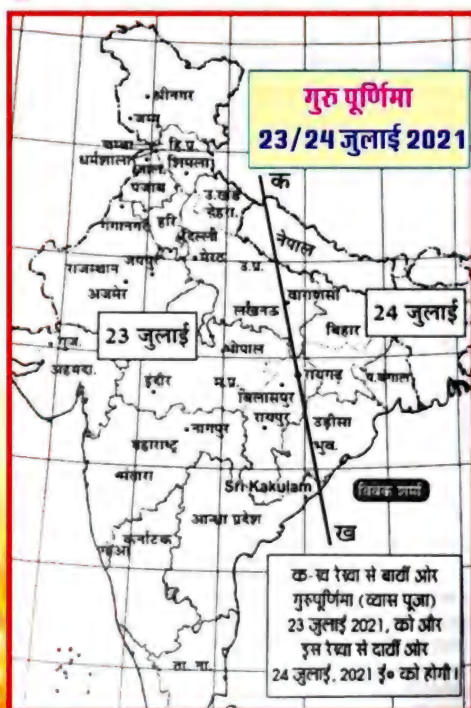 गुरु पूर्णिमा
23/24 जुलाई 2021
श्रीनगर
जम्मू
चम्बा
हि.प्र.
धर्मशाला
शिमला
पंजाब
उ.खंड
देहरा.
क
गंगानगर
हरि
दिल्ली
नेपाल
राजस्थान
जयपुर
मेरठ
उ.प्र.
अजमेर
लखनऊ
वाराणसी
24 जुलाई
23 जुलाई
बिहार
गुज.
भोपाल
अहमदा.
इंदौर
म.प्र.
रायगढ़
प.बंगाल
बिलासपुर
रायपुर
उड़ीसा
नागपुर
भुव.
महाराष्ट्र
सतारा
Sri Kakulam
विवेक शर्मा
आन्ध्रा प्रदेश
ख
कर्नाटक
गोआ
ता. ना.
क-ख रेखा से बायीं ओर
गुरुपूर्णिमा (व्यास पूजा)
23 जुलाई 2021, को और
इस रेखा से दायीं ओर
24 जुलाई, 2021 ई० को होगी।